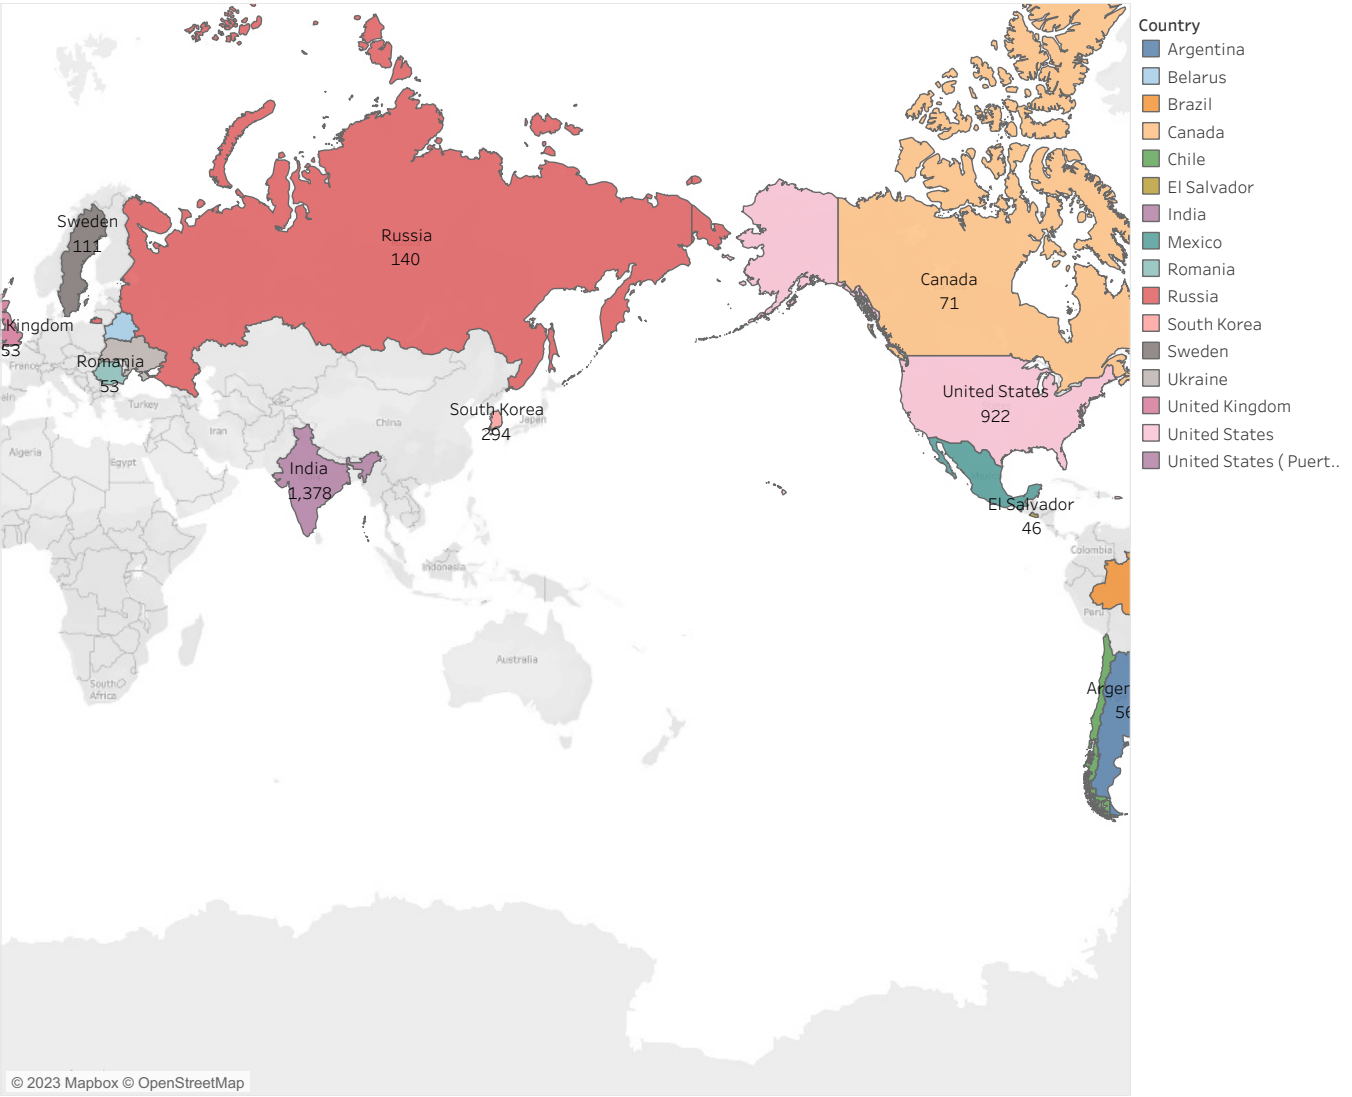 Country
Argentina
Belarus
Brazil
Canada
Chile
El Salvador
India
Mexico
Romania
Russia
South Korea
Sweden
Ukraine
United Kingdom
United States
United States ( Puert..
Sweden
111
Russia
140
Canada
71
Kingdom
53
France
Romania
53
Turkey
South Korea
294
Japan
China
United States
922
Iran
Algeria
Egypt
India
1,378
El Salvador
46
Colombia
Indonesia
Peru
Australia
South
Africa
Argen
56
© 2023 Mapbox © OpenStreetMap